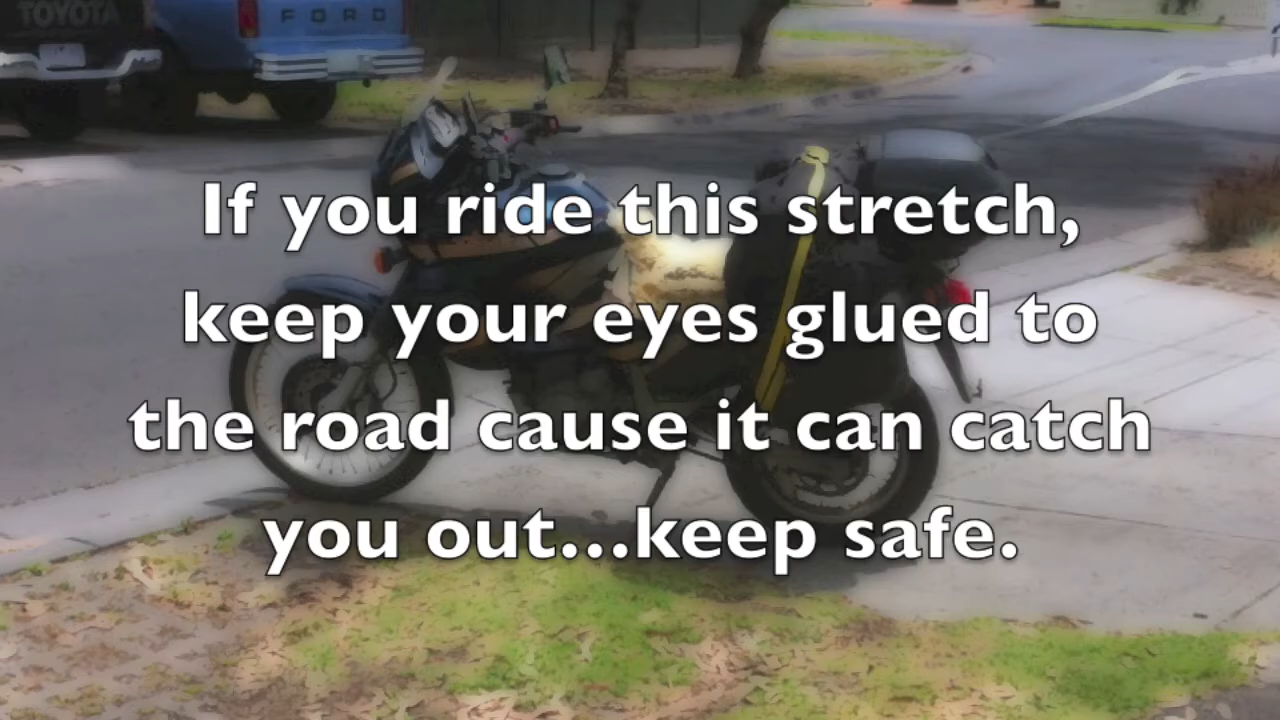 TOYOTA
FORD
If you ride this stretch,
keep your eyes glued to
the road cause it can catch
you out...keep safe.